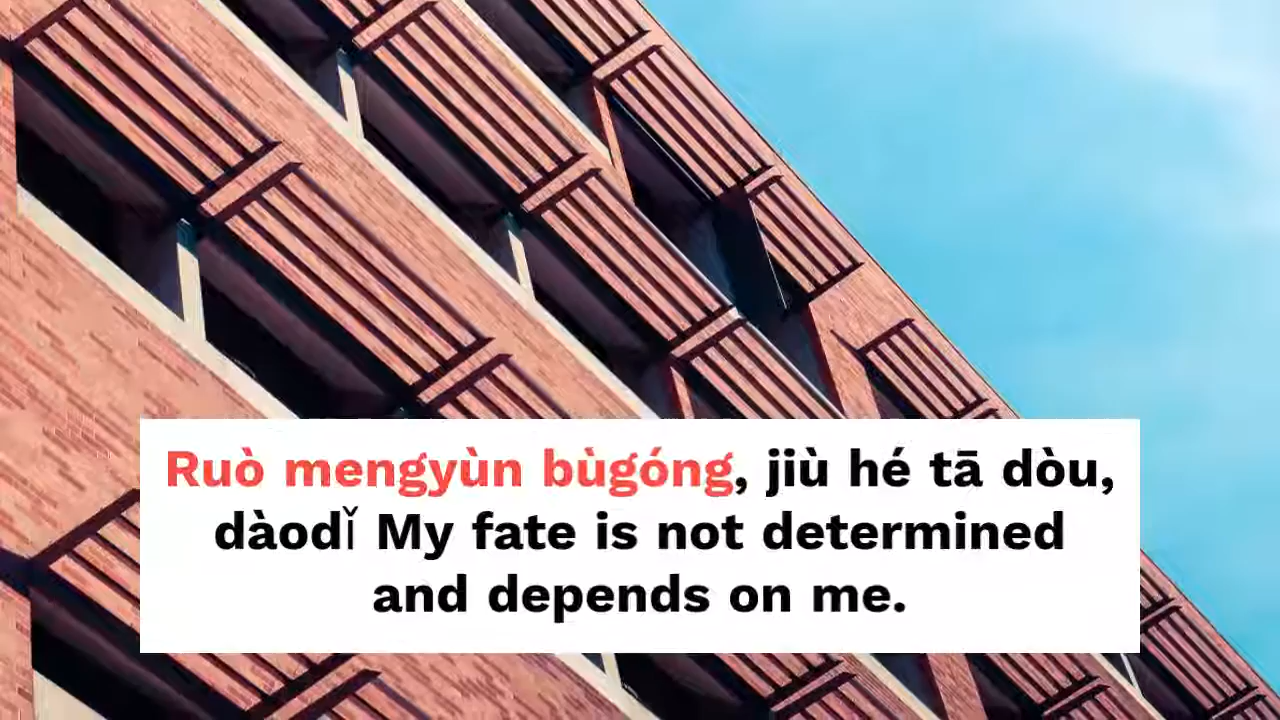 Ruò mengyùn bùgóng, jiù hé tā dòu,
dàodǐ My fate is not determined
and depends on me.